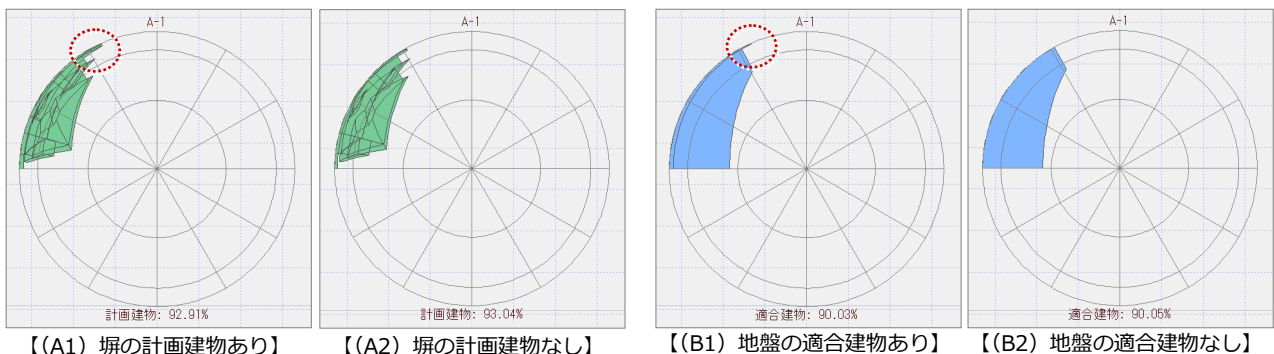 A-1
計画建物: 92.91%
【(A1) 塀の計画建物あり】
A-1
計画建物: 93.04%
【(A2) 塀の計画建物なし】
A-1
適合建物: 90.03%
【(B1) 地盤の適合建物あり】
A-1
適合建物: 90.05%
【(B2) 地盤の適合建物なし】